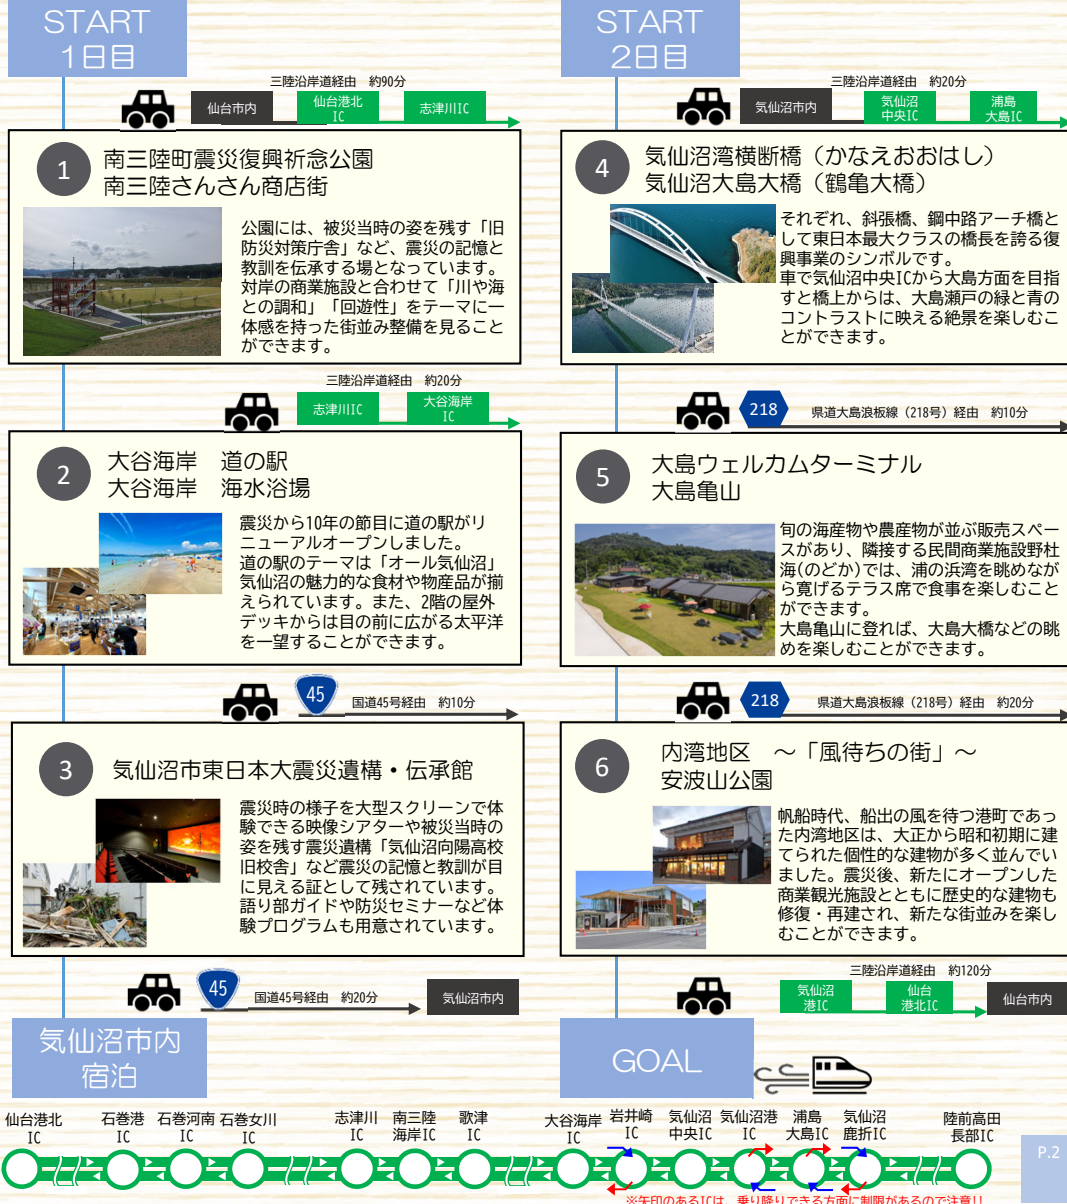 START
1日目
三陸沿岸道経由　約90分
仙台市内
仙台港北
IC
志津川IC
1
南三陸町震災復興祈念公園
南三陸さんさん商店街
公園には、被災当時の姿を残す「旧
防災対策庁舎」など、震災の記憶と
教訓を伝承する場となっています。
対岸の商業施設と合わせて「川や海
との調和」「回遊性」をテーマに一
体感を持った街並み整備を見ること
ができます。
三陸沿岸道経由　約20分
志津川IC
大谷海岸
IC
2
大谷海岸　道の駅
大谷海岸　海水浴場
震災から10年の節目に道の駅がリ
ニューアルオープンしました。
道の駅のテーマは「オール気仙沼」
気仙沼の魅力的な食材や物産品が揃
えられています。また、2階の屋外
デッキからは目の前に広がる太平洋
を一望することができます。
45
国道45号経由　約10分
3
気仙沼市東日本大震災遺構・伝承館
震災時の様子を大型スクリーンで体
験できる映像シアターや被災当時の
姿を残す震災遺構「気仙沼向陽高校
旧校舎」など震災の記憶と教訓が目
に見える証として残されています。
語り部ガイドや防災セミナーなど体
験プログラムも用意されています。
45
国道45号経由　約20分
気仙沼市内
気仙沼市内
宿泊
START
2日目
三陸沿岸道経由　約20分
気仙沼市内
気仙沼
中央IC
浦島
大島IC
4
気仙沼湾横断橋（かなえおおはし）
気仙沼大島大橋（鶴亀大橋）
それぞれ、斜張橋、鋼中路アーチ橋と
して東日本最大クラスの橋長を誇る復
興事業のシンボルです。
車で気仙沼中央ICから大島方面を目指
すと橋上からは、大島瀬戸の緑と青の
コントラストに映える絶景を楽しむこ
とができます。
218
県道大島浪板線（218号）経由　約10分
5
大島ウェルカムターミナル
大島亀山
旬の海産物や農産物が並ぶ販売スペー
スがあり、隣接する民間商業施設野杜
海(のどか)では、浦の浜湾を眺めなが
ら寛げるテラス席で食事を楽しむこと
ができます。
大島亀山に登れば、大島大橋などの眺
めを楽しむことができます。
218
県道大島浪板線（218号）経由　約20分
6
内湾地区　～「風待ちの街」～
安波山公園
帆船時代、船出の風を待つ港町であっ
た内湾地区は、大正から昭和初期に建
てられた個性的な建物が多く並んでい
ました。震災後、新たにオープンした
商業観光施設とともに歴史的な建物も
修復・再建され、新たな街並みを楽し
むことができます。
三陸沿岸道経由　約120分
気仙沼
港IC
仙台
港北IC
仙台市内
GOAL
仙台港北
IC
石巻港
IC
石巻河南
IC
石巻女川
IC
志津川
IC
南三陸
海岸IC
歌津
IC
大谷海岸
IC
岩井崎
IC
気仙沼
中央IC
気仙沼港
IC
浦島
大島IC
気仙沼
鹿折IC
陸前高田
長部IC
P.2
※矢印のあるICは、乗り降りできる方面に制限があるので注意!!